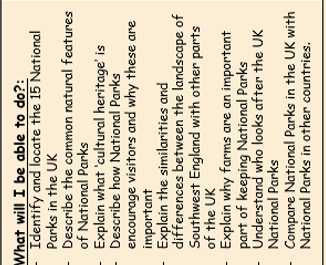 What will I be able to do?:
- Identify and locate the 15 National
Parks in the UK
- Describe the common natural features
of National Parks
- Explain what 'cultural heritage' is
- Describe how National Parks
encourage visitors and why these are
important
- Explain the similarities and
differences between the landscape of
Southwest England with other parts
of the UK
- Explain why farms are an important
part of keeping National Parks
- Understand who looks after the UK
National Parks
- Compare National Parks in the UK with
National Parks in other countries.